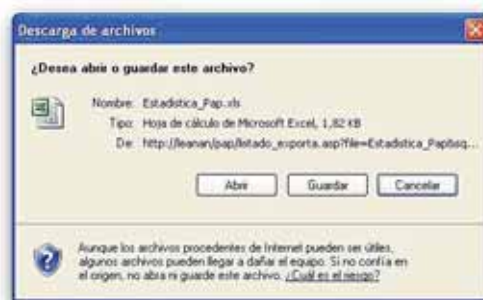 Descarga de archivos
¿Desea abrir o guardar este archivo?
Nombre: Estadistica_Pap.xls
Tipo: Hoja de cálculo de Microsoft Excel, 1,82 KB
De: http://leanan/pap/listado_exporta.asp?file=Estadistica_Pap&sq...
Abrir Guardar Cancelar
Aunque los archivos procedentes de Internet pueden ser útiles,
algunos archivos pueden llegar a dañar el equipo. Si no confía en
el origen, no abra ni guarde este archivo. ¿Cuál es el riesgo?